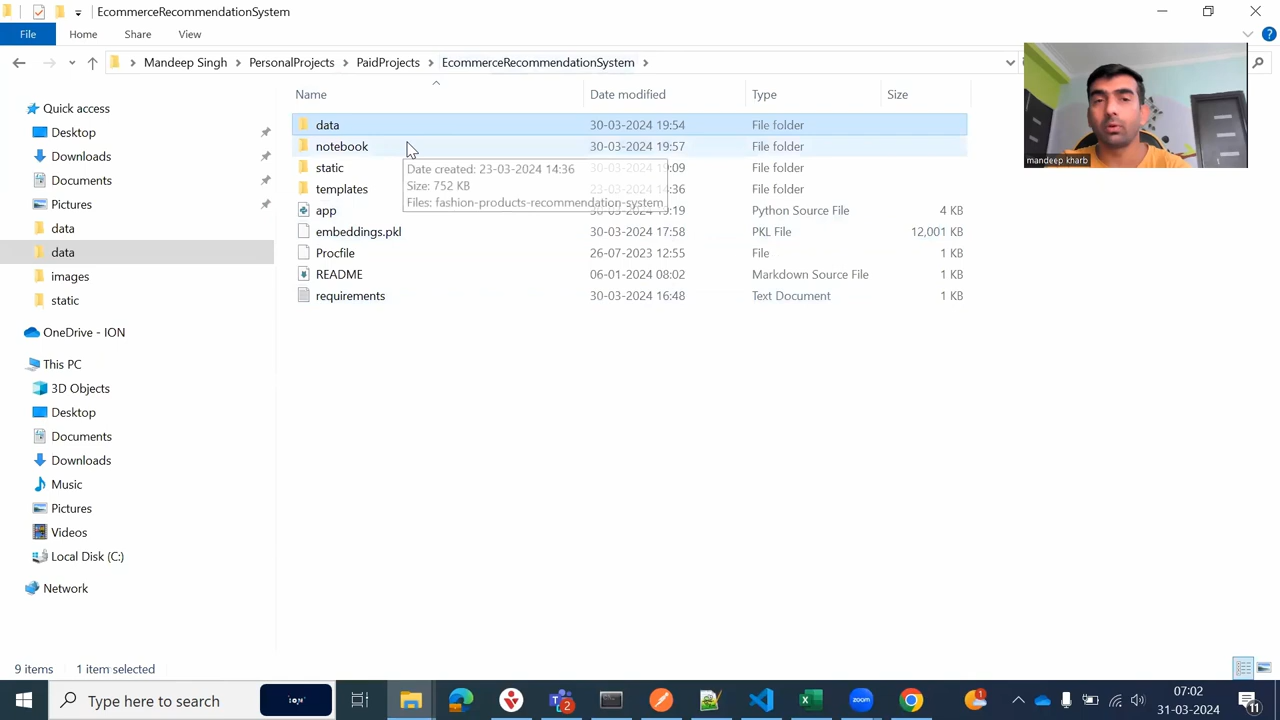 EcommerceRecommendationSystem
File Home Share View
Mandeep Singh PersonalProjects PaidProjects EcommerceRecommendationSystem
Name Date modified Type Size
Quick access
Desktop
Downloads
Documents
Pictures
data
data
images
static
OneDrive - ION
This PC
3D Objects
Desktop
Documents
Downloads
Music
Pictures
Videos
Local Disk (C:)
Network
data 30-03-2024 19:54 File folder
notebook 30-03-2024 19:57 File folder
static :09 File folder
templates :36 File folder
app :19 Python Source File 4 KB
embeddings.pkl 30-03-2024 17:58 PKL File 12,001 KB
Procfile 26-07-2023 12:55 File 1 KB
README 06-01-2024 08:02 Markdown Source File 1 KB
requirements 30-03-2024 16:48 Text Document 1 KB
Date created: 23-03-2024 14:36
Size: 752 KB
Files: fashion-products-recommendation-system
mandeep kharb
9 items 1 item selected
Type here to search
07:02
31-03-2024